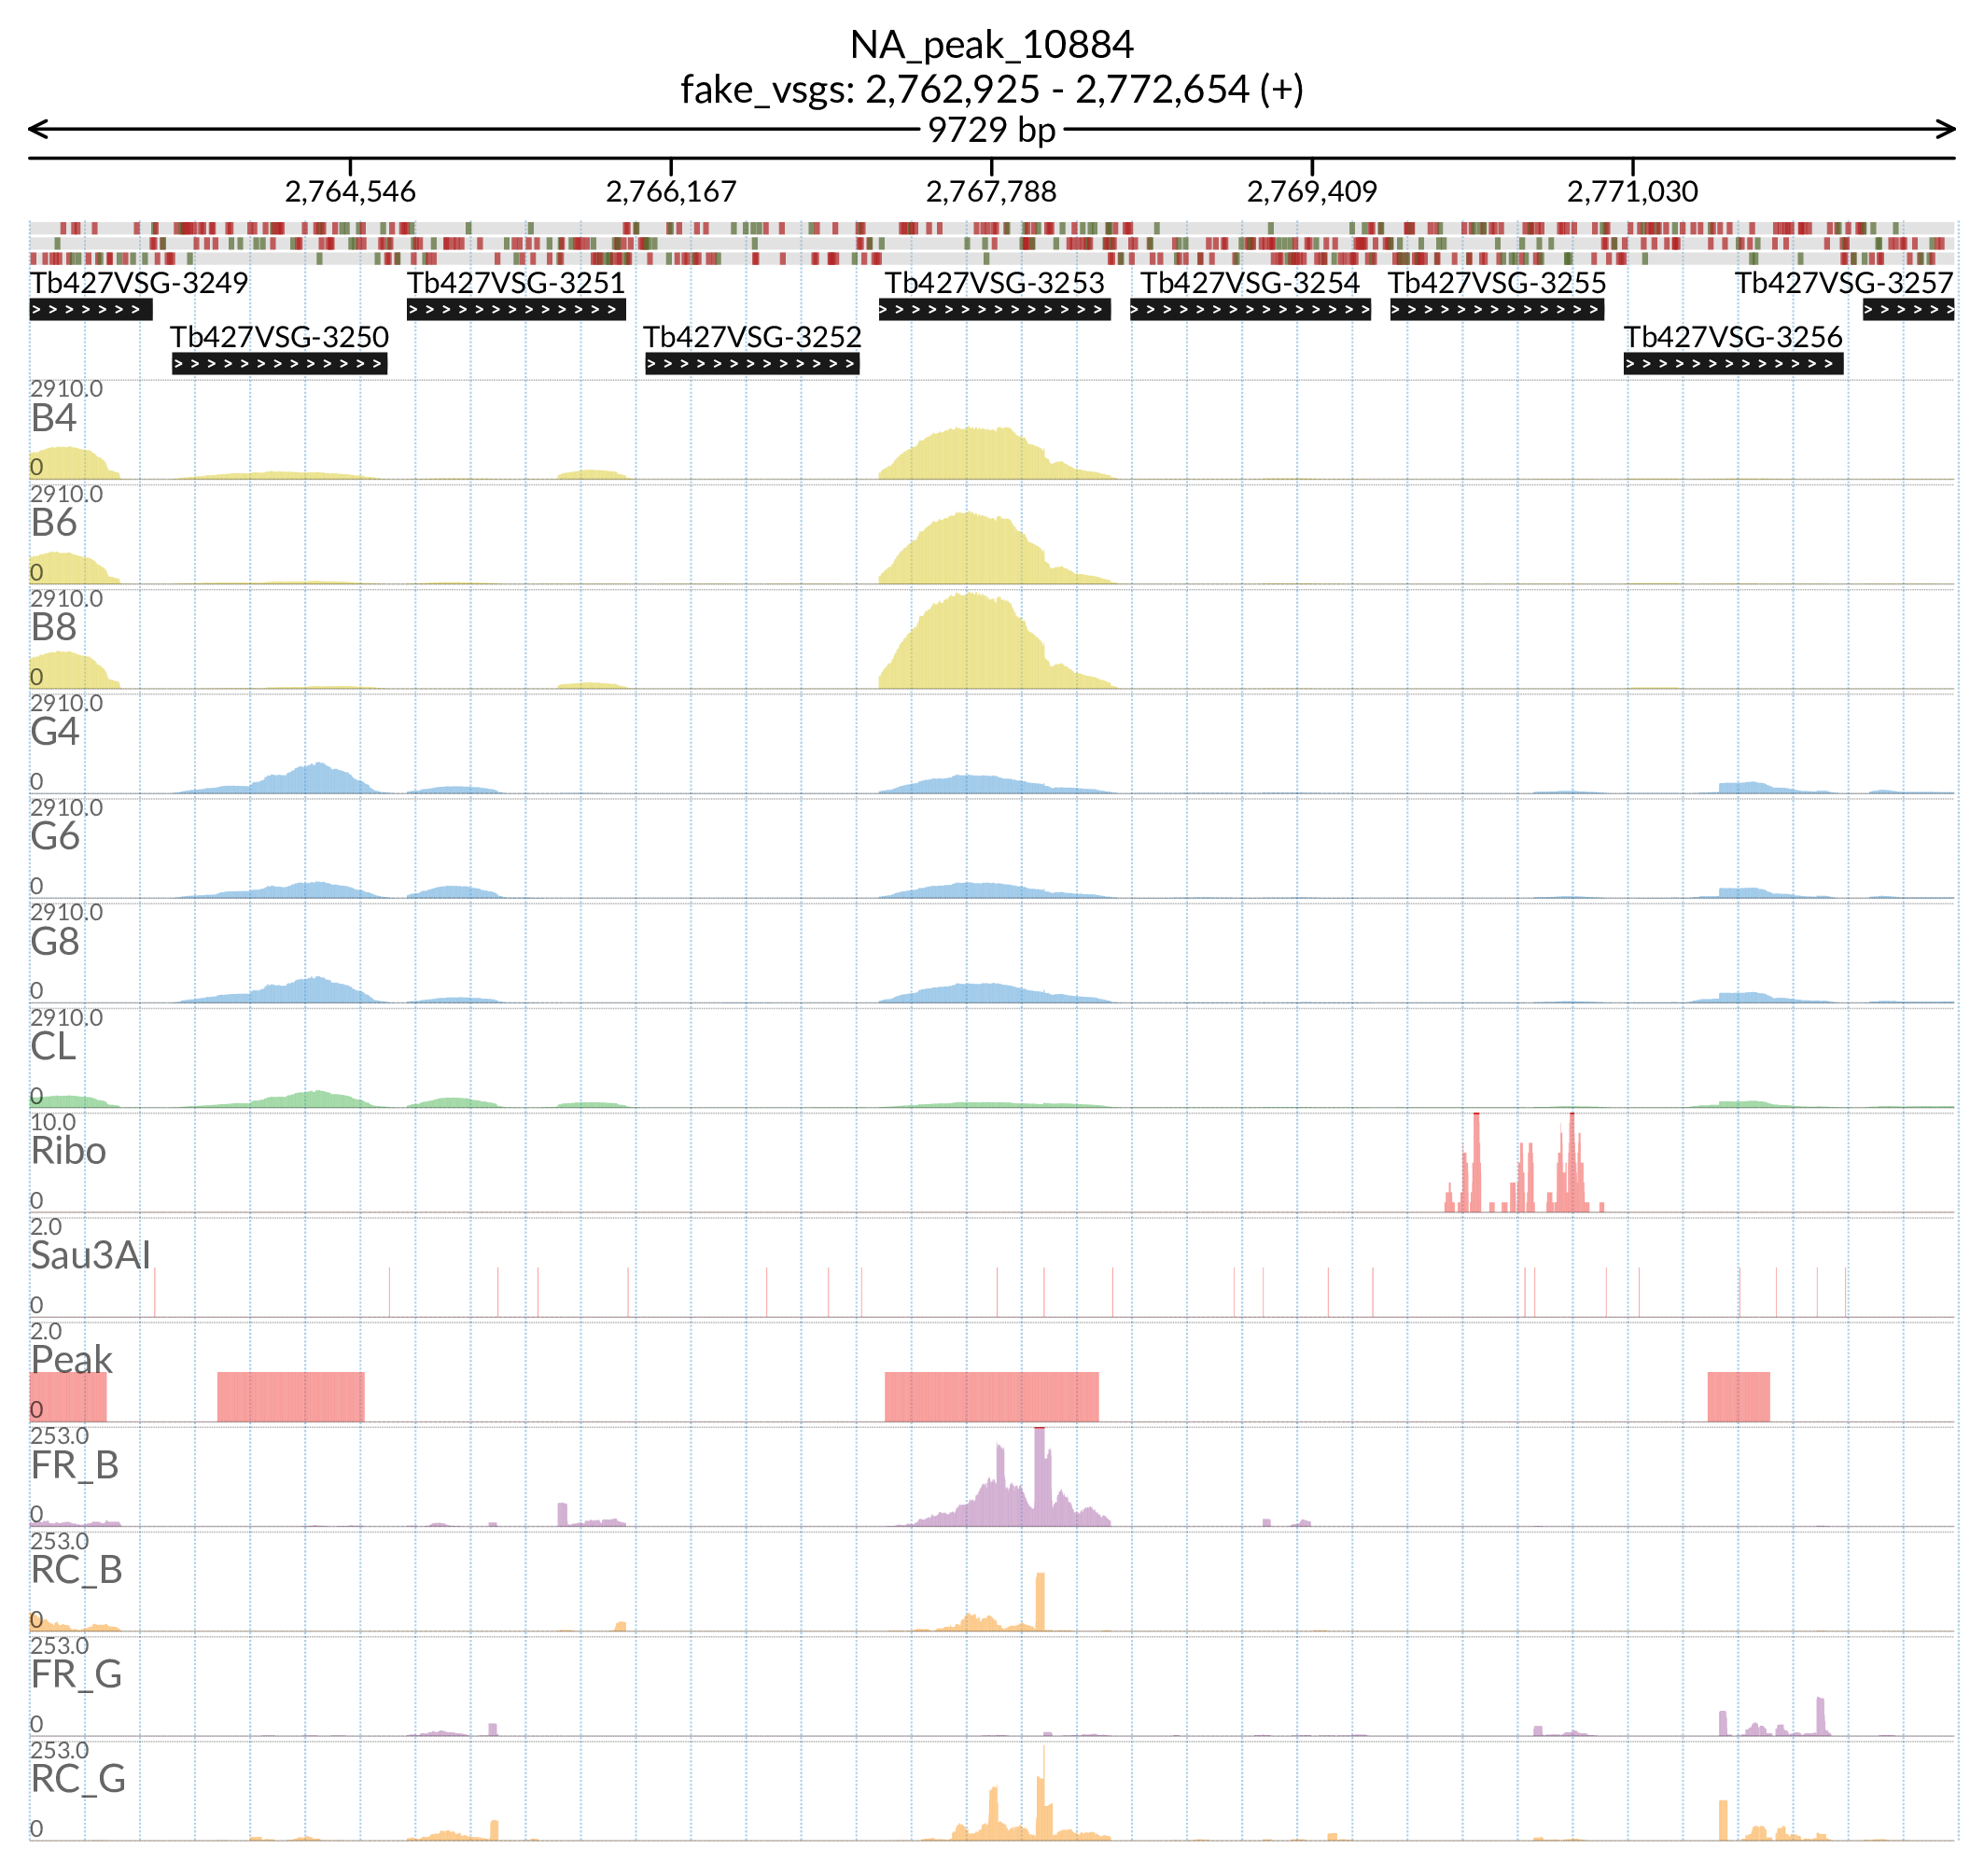 NA_peak_10884
fake_vsgs: 2,762,925 - 2,772,654 (+)
9729 bp
2,764,546 2,766,167 2,767,788 2,769,409 2,771,030
Tb427VSG-3249 Tb427VSG-3251 Tb427VSG-3253 Tb427VSG-3254 Tb427VSG-3255 Tb427VSG-3257
Tb427VSG-3250 Tb427VSG-3252 Tb427VSG-3256
2910.0
B4
0
2910.0
B6
0
2910.0
B8
0
2910.0
G4
0
2910.0
G6
0
2910.0
G8
0
2910.0
CL
0
10.0
Ribo
0
2.0
Sau3AI
0
2.0
Peak
0
253.0
FR_B
0
253.0
RC_B
0
253.0
FR_G
0
253.0
RC_G
0